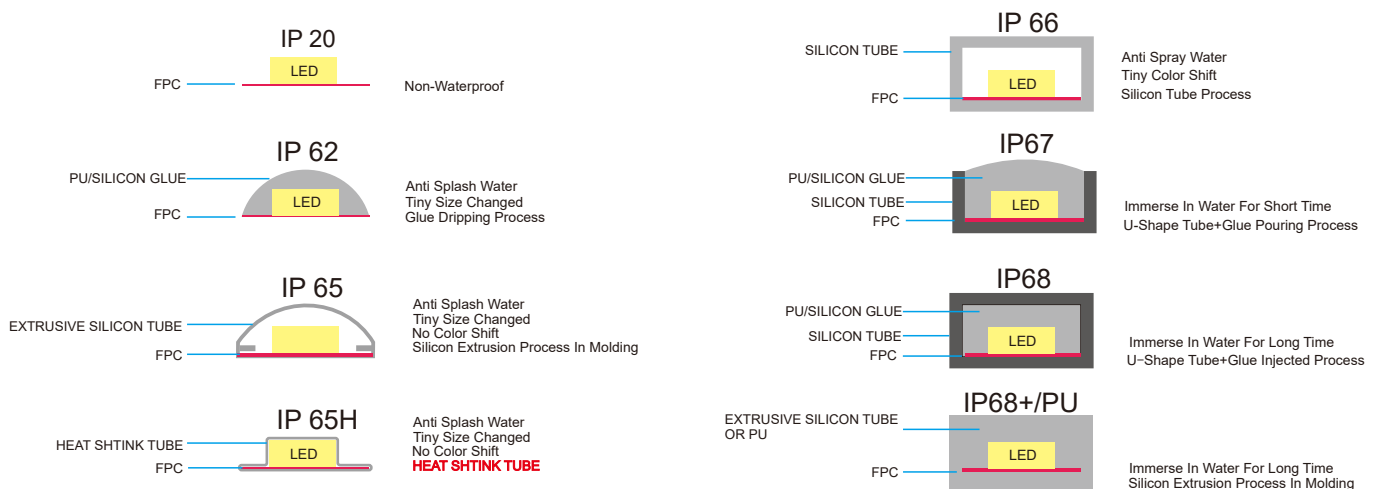 IP 20
LED
FPC
Non-Waterproof
IP 62
PU/SILICON GLUE
LED
FPC
Anti Splash Water
Tiny Size Changed
Glue Dripping Process
IP 65
EXTRUSIVE SILICON TUBE
FPC
Anti Splash Water
Tiny Size Changed
No Color Shift
Silicon Extrusion Process In Molding
IP 65H
HEAT SHTINK TUBE
LED
FPC
Anti Splash Water
Tiny Size Changed
No Color Shift
HEAT SHTINK TUBE
IP 66
SILICON TUBE
LED
FPC
Anti Spray Water
Tiny Color Shift
Silicon Tube Process
IP67
PU/SILICON GLUE
SILICON TUBE
LED
FPC
Immerse In Water For Short Time
U-Shape Tube+Glue Pouring Process
IP68
PU/SILICON GLUE
SILICON TUBE
LED
FPC
Immerse In Water For Long Time
U-Shape Tube+Glue Injected Process
IP68+/PU
EXTRUSIVE SILICON TUBE
OR PU
LED
FPC
Immerse In Water For Long Time
Silicon Extrusion Process In Molding